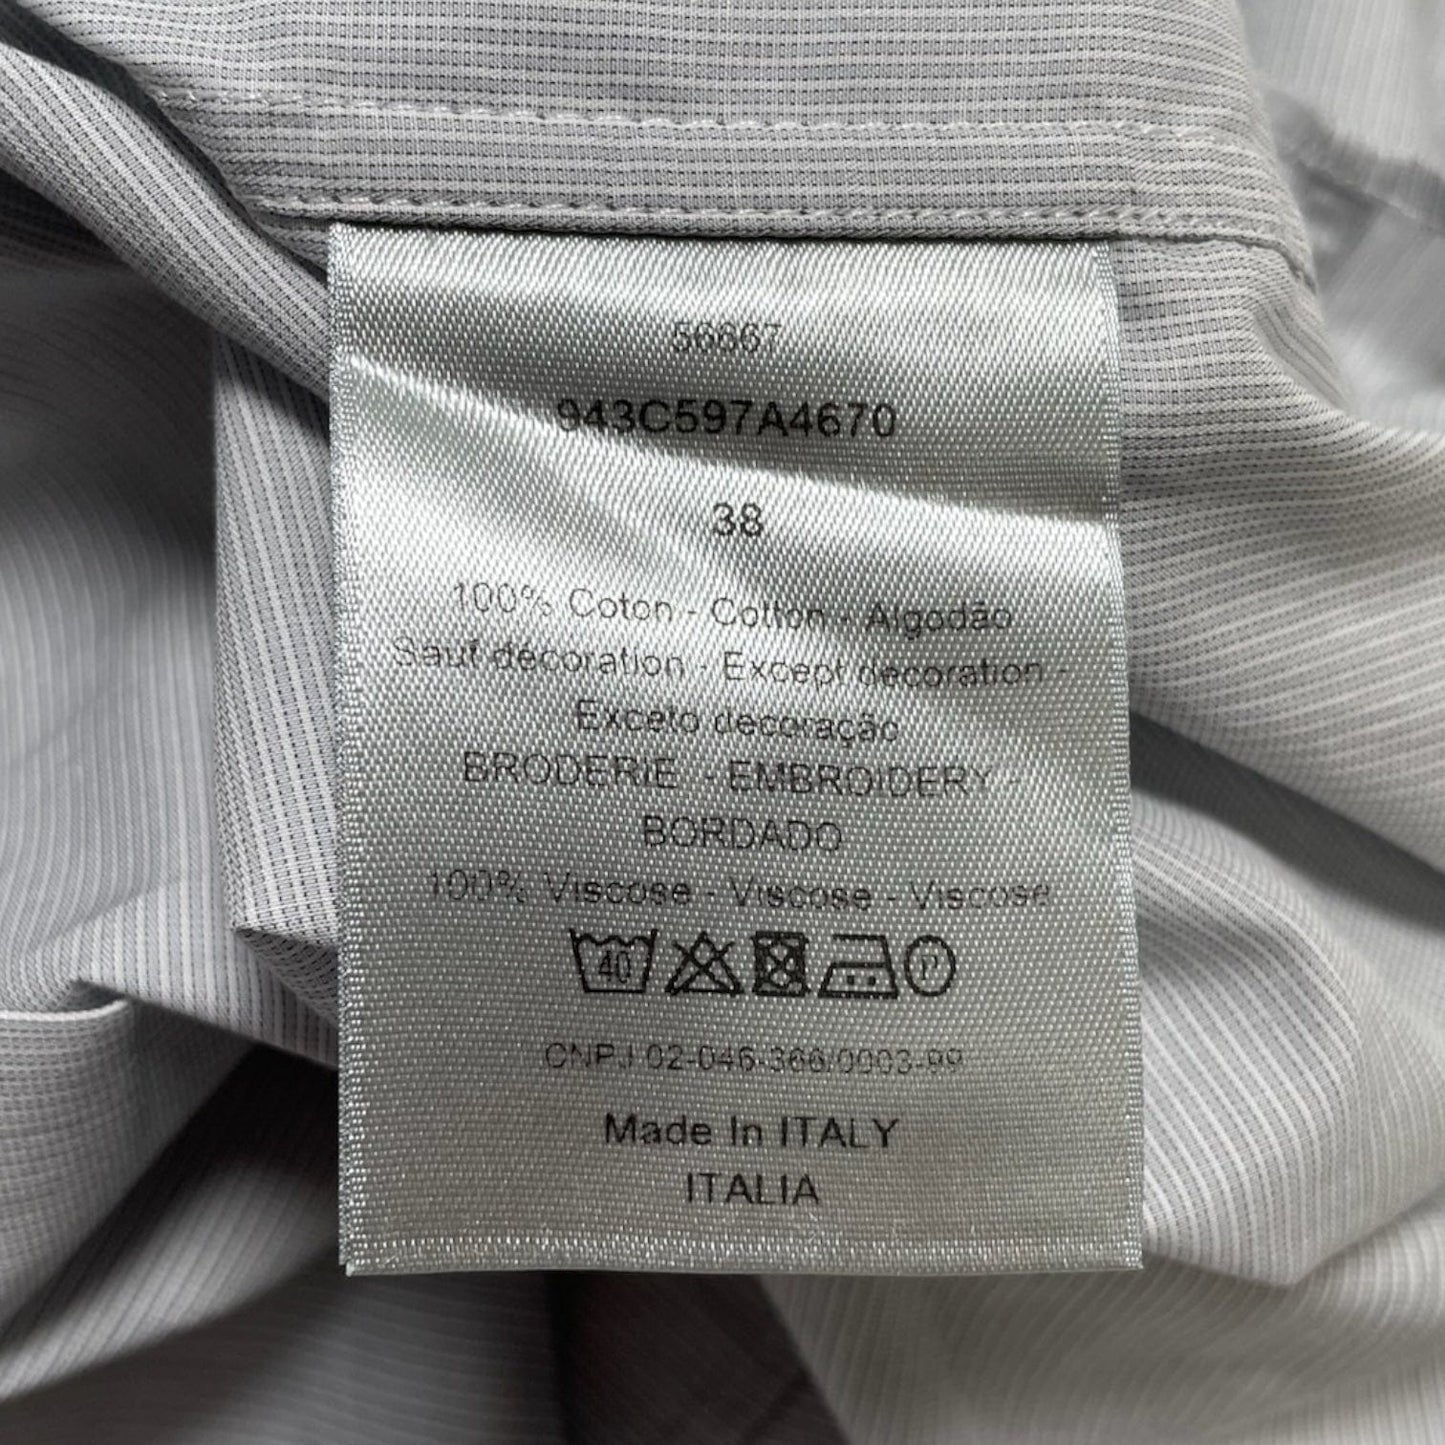 56667
943C597A4670
38
100% Coton - Cotton - Algodão
Sauf décoration - Except decoration -
Exceto decoração
BRODERIE - EMBROIDERY -
BORDADO
100% Viscose - Viscose - Viscose
40 P
CNPJ 02-046-366/0003-99
Made In ITALY
ITALIA